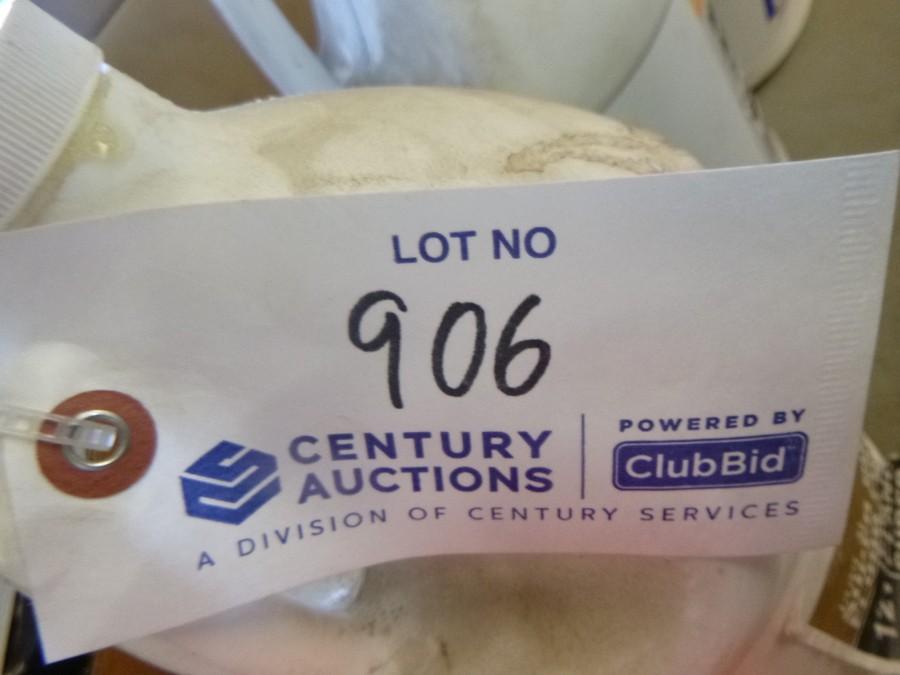 LOT NO
906
CENTURY
AUCTIONS
POWERED BY
ClubBid
A DIVISION OF CENTURY SERVICES